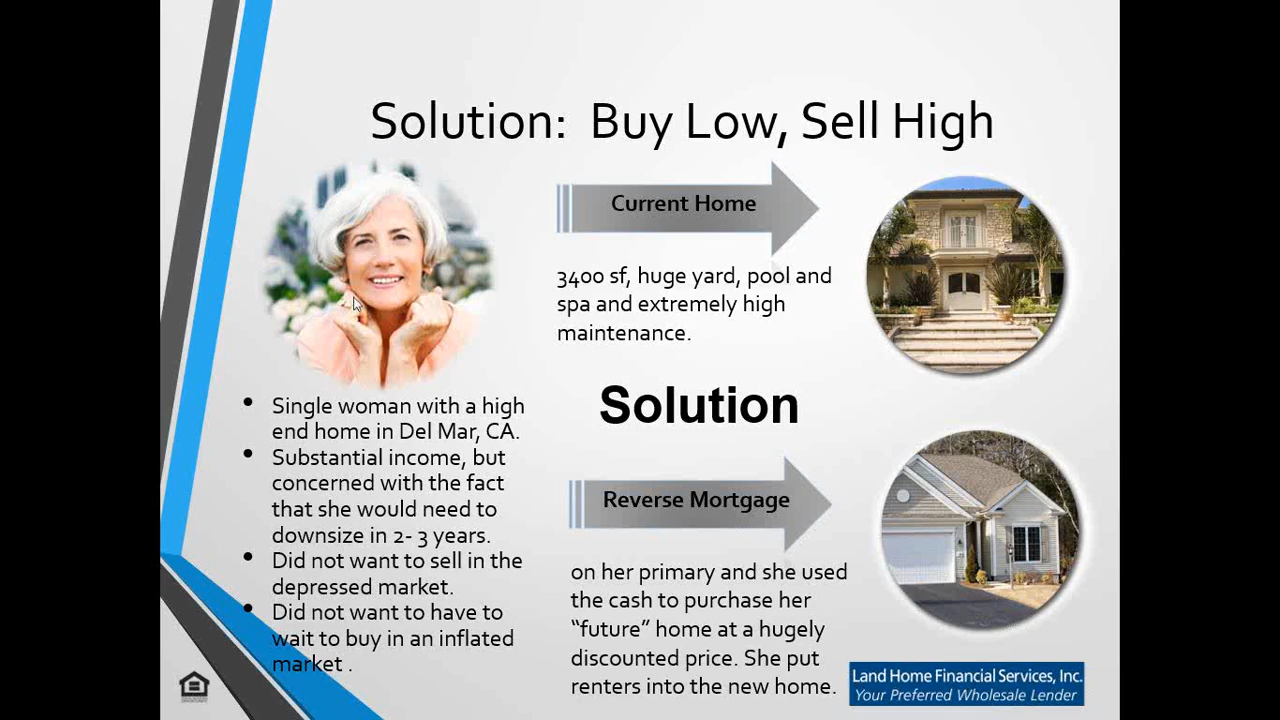 Solution:  Buy Low, Sell High
Current Home
3400 sf, huge yard, pool and
spa and extremely high
maintenance.
Solution
• Single woman with a high
end home in Del Mar, CA.
• Substantial income, but
concerned with the fact
that she would need to
downsize in 2- 3 years.
• Did not want to sell in the
depressed market.
• Did not want to have to
wait to buy in an inflated
market .
Reverse Mortgage
on her primary and she used
the cash to purchase her
“future” home at a hugely
discounted price. She put
renters into the new home.
Land Home Financial Services, Inc.
Your Preferred Wholesale Lender